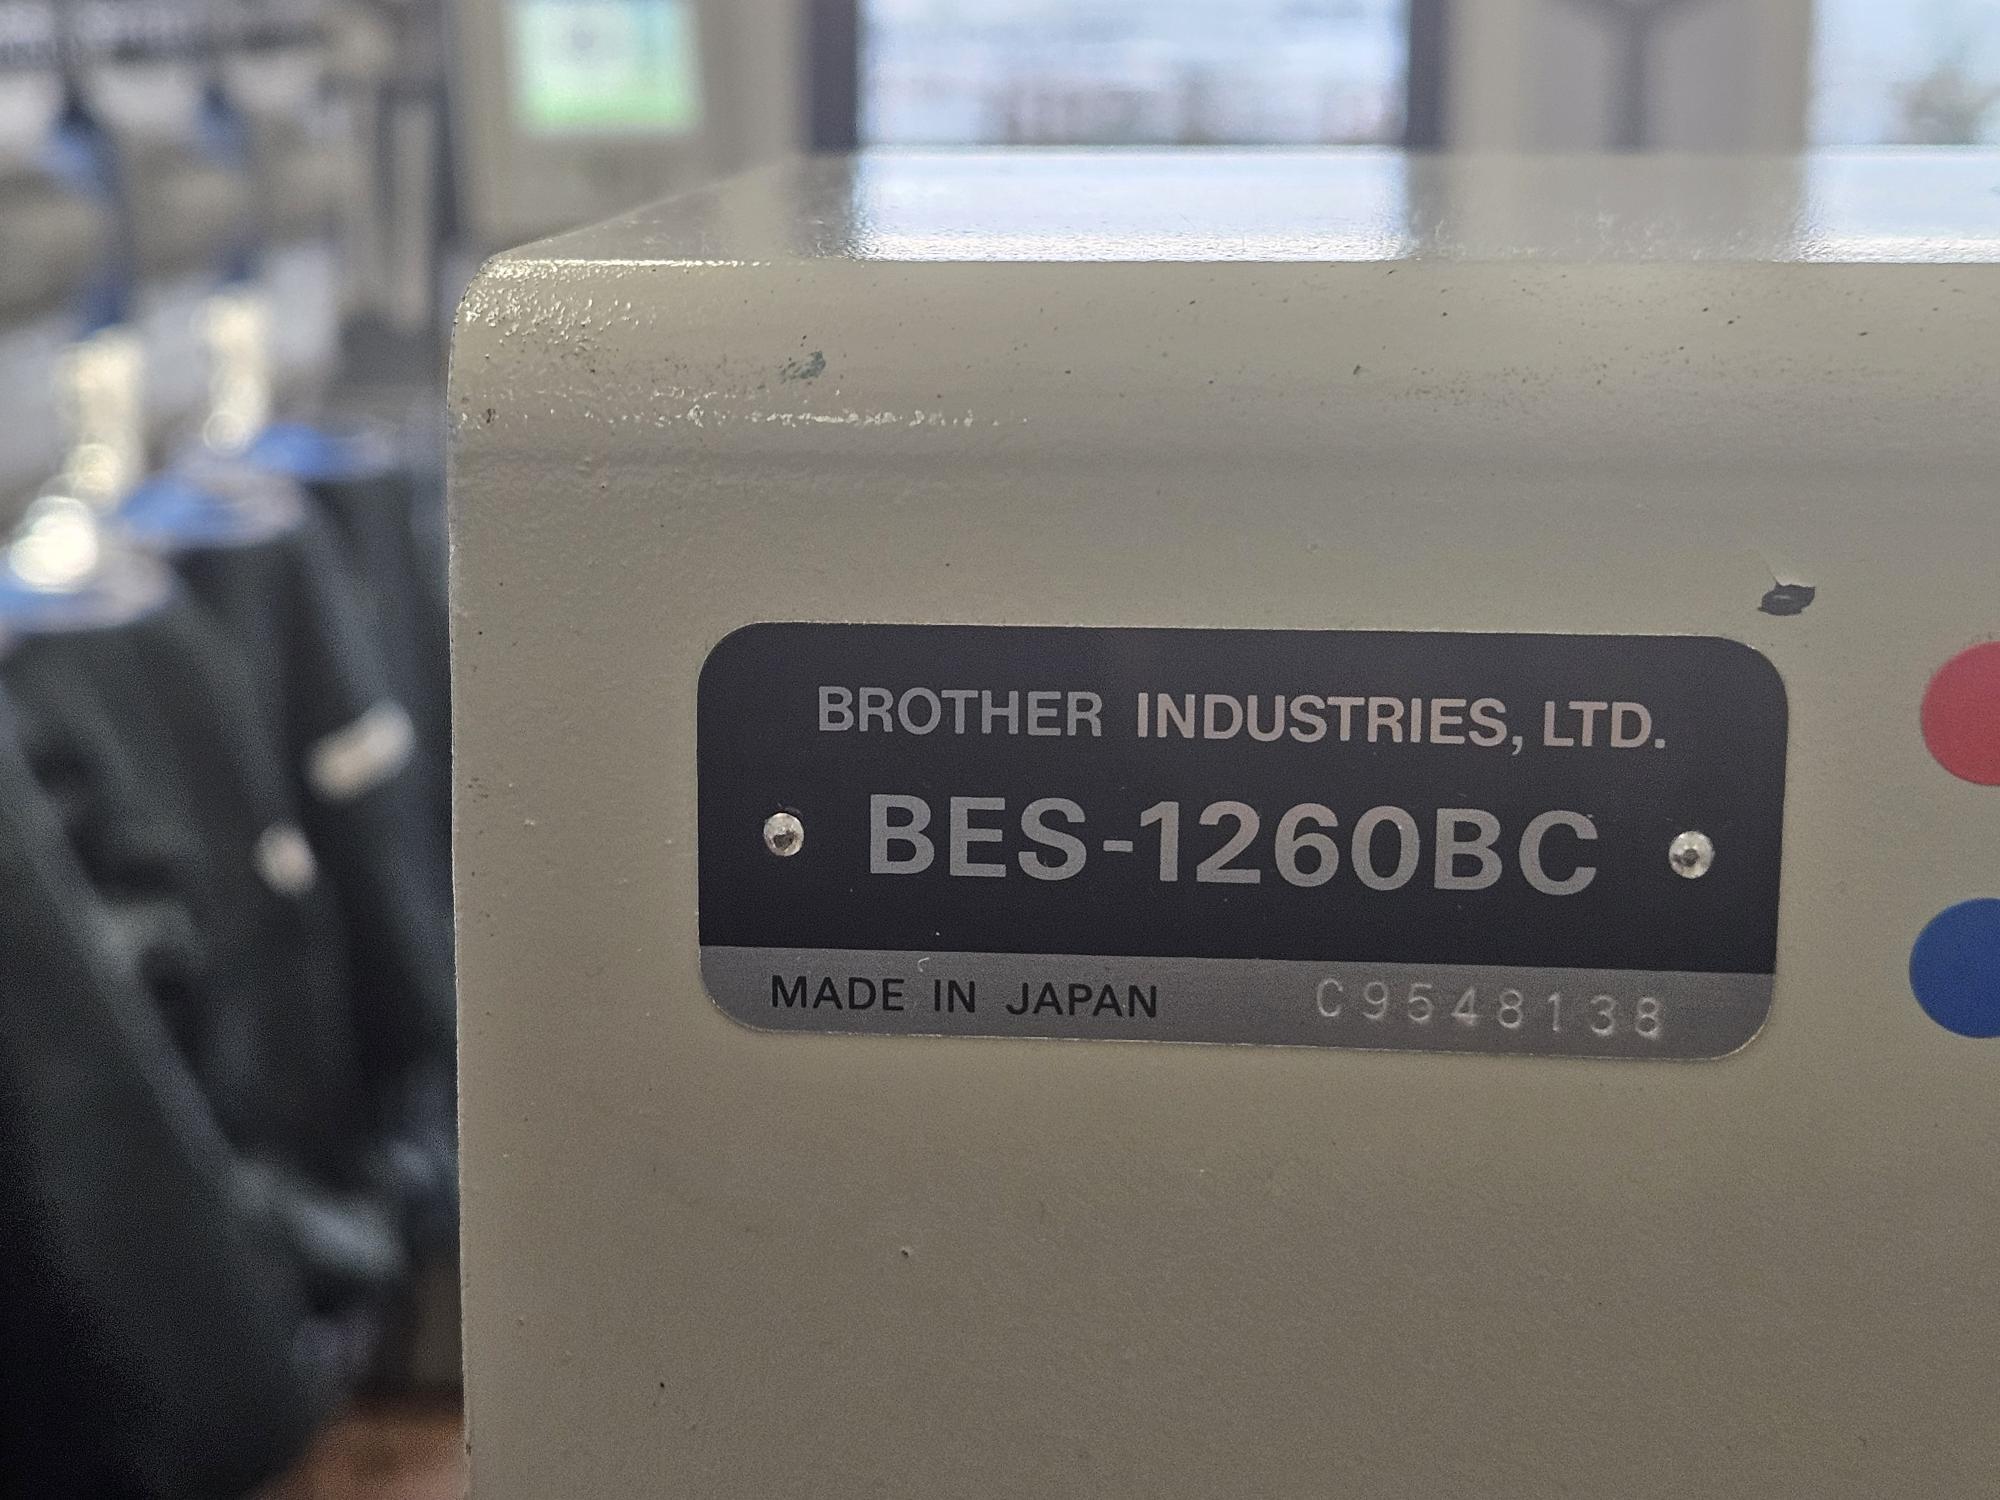 BROTHER INDUSTRIES, LTD.
BES-1260BC
MADE IN JAPAN C9548138